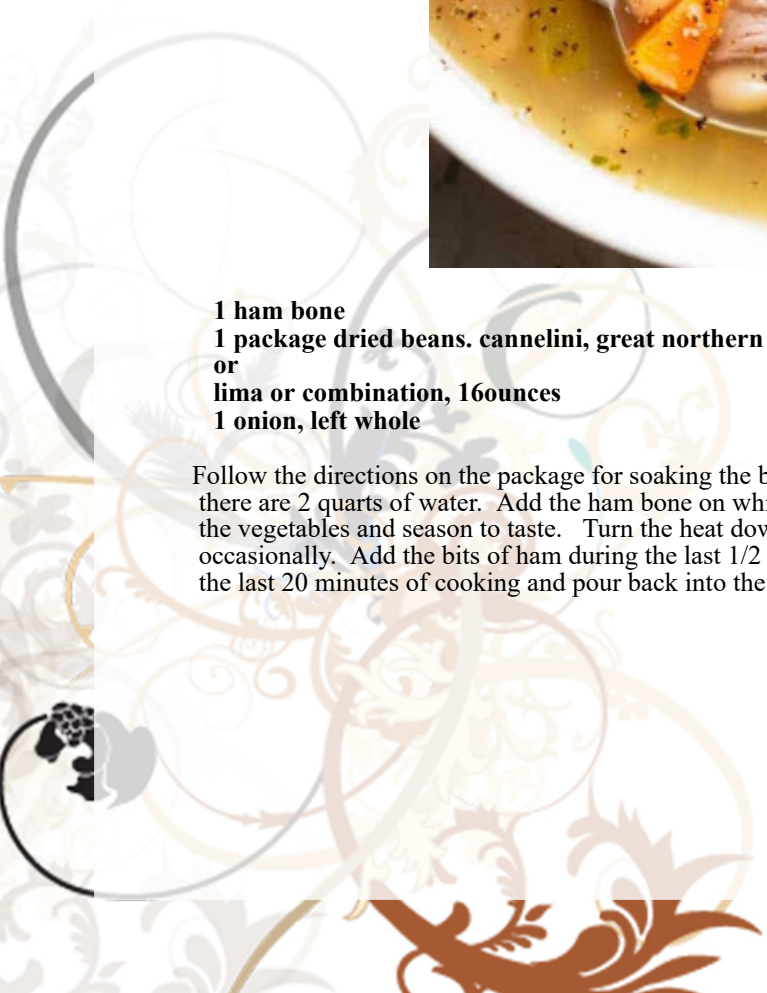 1 ham bone
1 package dried beans. cannelini, great northern
or
lima or combination, 16ounces
1 onion, left whole
Follow the directions on the package for soaking the b
there are 2 quarts of water. Add the ham bone on whi
the vegetables and season to taste. Turn the heat dow
occasionally. Add the bits of ham during the last 1/2
the last 20 minutes of cooking and pour back into the